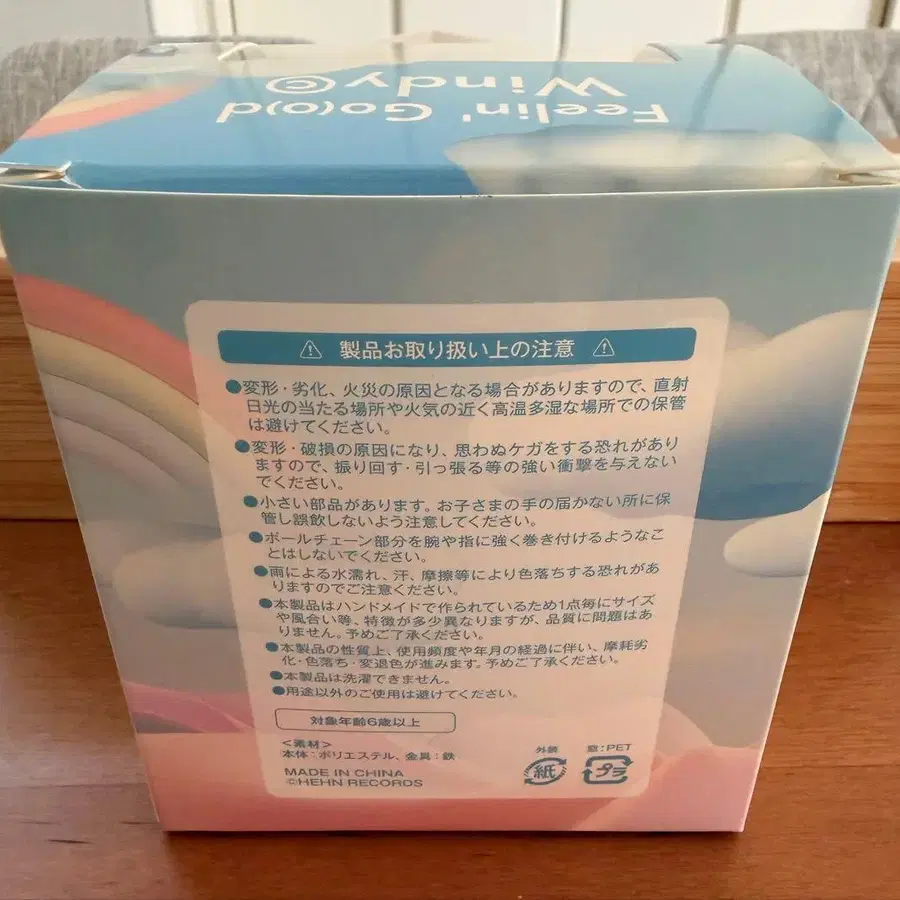 Feelin' Go(o)d
Windy©
⚠ 製品お取り扱い上の注意 ⚠
●変形・劣化、火災の原因となる場合がありますので、直射
日光の当たる場所や火気の近く高温多湿な場所での保管
は避けてください。
●変形・破損の原因になり、思わぬケガをする恐れがあり
ますので、振り回す・引っ張る等の強い衝撃を与えない
でください。
●小さい部品があります。お子さまの手の届かない所に保
管し誤飲しないよう注意してください。
●ボールチェーン部分を腕や指に強く巻き付けるようなこ
とはしないでください。
●雨による水濡れ、汗、摩擦等により色落ちする恐れがあ
りますのでご注意ください。
●本製品はハンドメイドで作られているため1点毎にサイズ
や風合い等、特徴が多少異なりますが、品質に問題はあ
りません。予めご了承ください。
●本製品の性質上、使用頻度や年月の経過に伴い、摩耗劣
化・色落ち・変退色が進みます。予めご了承ください。
●本製品は洗濯できません。
●用途以外のご使用は避けてください。
対象年齢6歳以上
<素材>
本体：ポリエステル、金具：鉄
MADE IN CHINA
©HEHN RECORDS
外装
紙
窓：PET
プラ